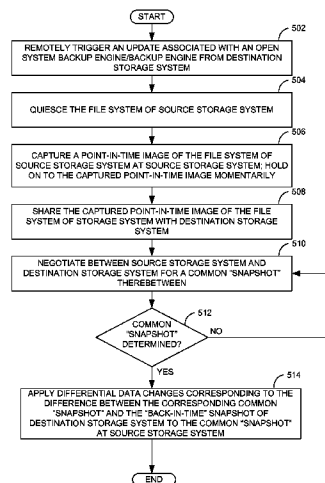 START
502
REMOTELY TRIGGER AN UPDATE ASSOCIATED WITH AN OPEN
SYSTEM BACKUP ENGINE/BACKUP ENGINE FROM DESTINATION
STORAGE SYSTEM
504
QUIESCE THE FILE SYSTEM OF SOURCE STORAGE SYSTEM
506
CAPTURE A POINT-IN-TIME IMAGE OF THE FILE SYSTEM OF
SOURCE STORAGE SYSTEM AT SOURCE SYSTEM; HOLD
ON TO THE CAPTURED POINT-IN-TIME IMAGE MOMENTARILY
508
SHARE THE CAPTURED POINT-IN-TIME IMAGE OF THE FILE
SYSTEM OF STORAGE SYSTEM WITH DESTINATION STORAGE
SYSTEM
510
NEGOTIATE BETWEEN SOURCE STORAGE SYSTEM AND
DESTINATION STORAGE SYSTEM FOR A COMMON "SNAPSHOT"
THEREBETWEEN
512
COMMON
"SNAPSHOT"
DETERMINED?
NO
YES
514
APPLY DIFFERENTIAL DATA CHANGES CORRESPONDING TO THE
DIFFERENCE BETWEEN THE CORRESPONDING COMMON
"SNAPSHOT" AND THE "BACK-IN-TIME" SNAPSHOT OF
DESTINATION STORAGE SYSTEM TO THE COMMON "SNAPSHOT"
AT SOURCE STORAGE SYSTEM
END